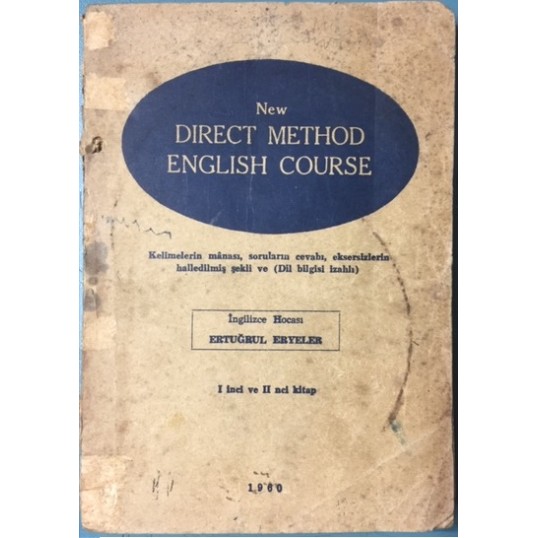 New
DIRECT METHOD
ENGLISH COURSE
Kelimelerin mânası, soruların cevabı, eksersizlerin
halledilmiş şekli ve (Dil bilgisi izahlı)
İngilizce Hocası
ERTUĞRUL ERYELER
I inci ve II nci kitap
1960